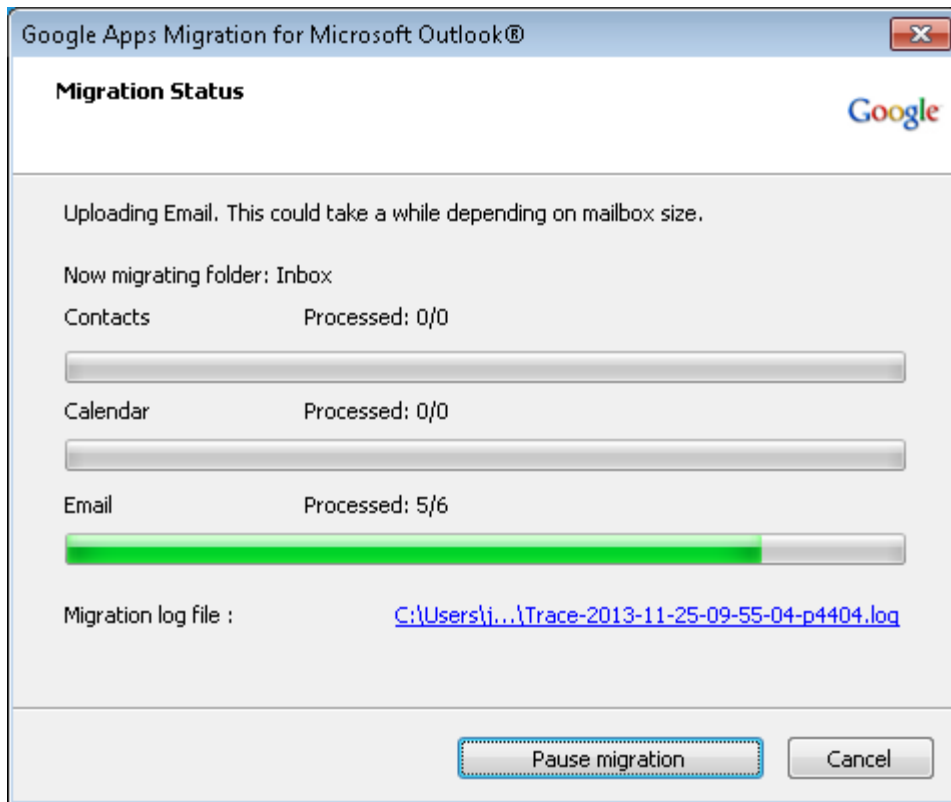 Google Apps Migration for Microsoft Outlook®
Migration Status
Google
Uploading Email. This could take a while depending on mailbox size.
Now migrating folder: Inbox
Contacts Processed: 0/0
Calendar Processed: 0/0
Email Processed: 5/6
Migration log file : C:\Users\j...\Trace-2013-11-25-09-55-04-p4404.log
Pause migration Cancel